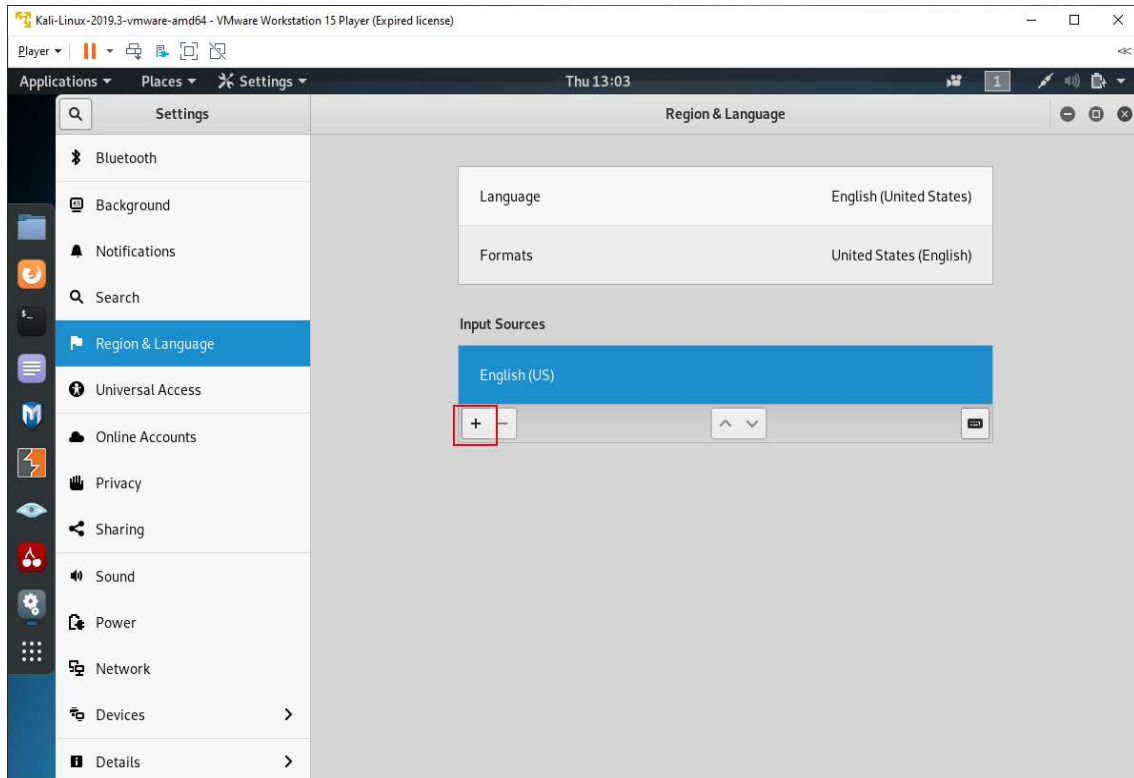 Kali-Linux-2019.3-vmware-amd64 - VMware Workstation 15 Player (Expired license)
Player
Applications Places Settings Thu 13:03 1
Settings Region & Language
Bluetooth
Background
Notifications
Search
Region & Language
Universal Access
Online Accounts
Privacy
Sharing
Sound
Power
Network
Devices
Details
Language English (United States)
Formats United States (English)
Input Sources
English (US)